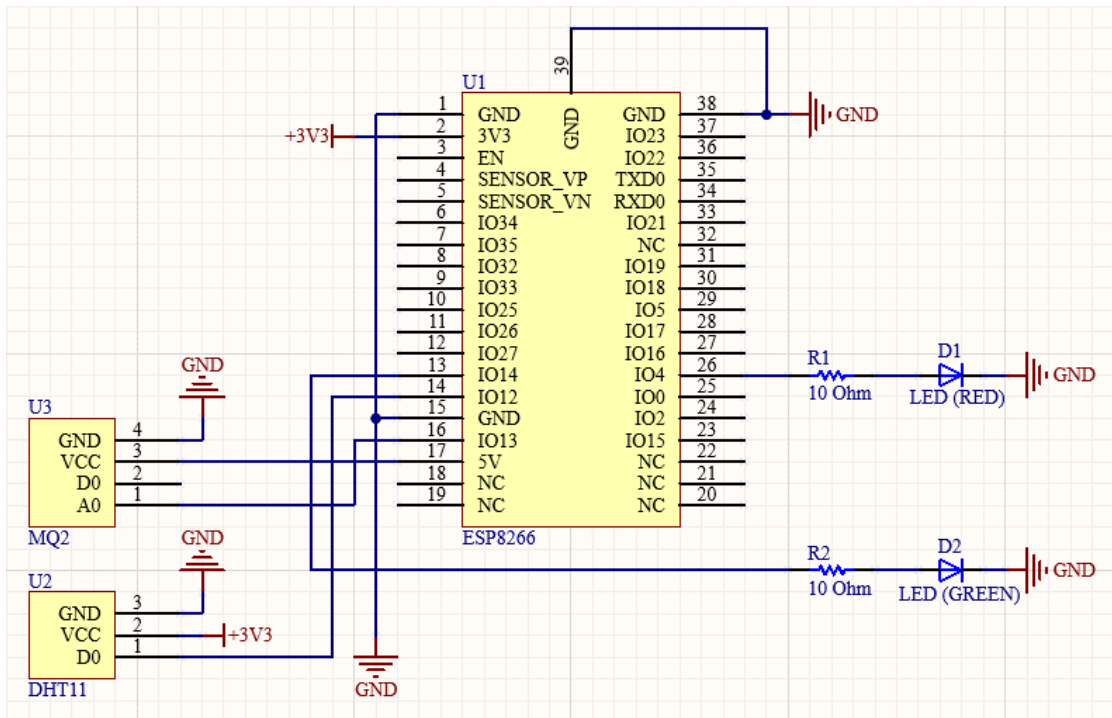 39
U1
1 GND
2 3V3
3 EN
4 SENSOR_VP
5 SENSOR_VN
6 IO34
7 IO35
8 IO32
9 IO33
10 IO25
11 IO26
12 IO27
13 IO14
14 IO12
15 GND
16 IO13
17 5V
18 NC
19 NC
GND
GND 38
IO23 37
IO22 36
TXD0 35
RXD0 34
IO21 33
NC 32
IO19 31
IO18 30
IO5 29
IO17 28
IO16 27
IO4 26
IO0 25
IO2 24
IO15 23
NC 22
NC 21
NC 20
ESP8266
+3V3
GND
R1
10 Ohm
D1
LED (RED)
GND
R2
10 Ohm
D2
LED (GREEN)
GND
GND
U3
GND 4
VCC 3
D0 2
A0 1
MQ2
GND
U2
GND 3
VCC 2
D0 1
+3V3
DHT11
GND